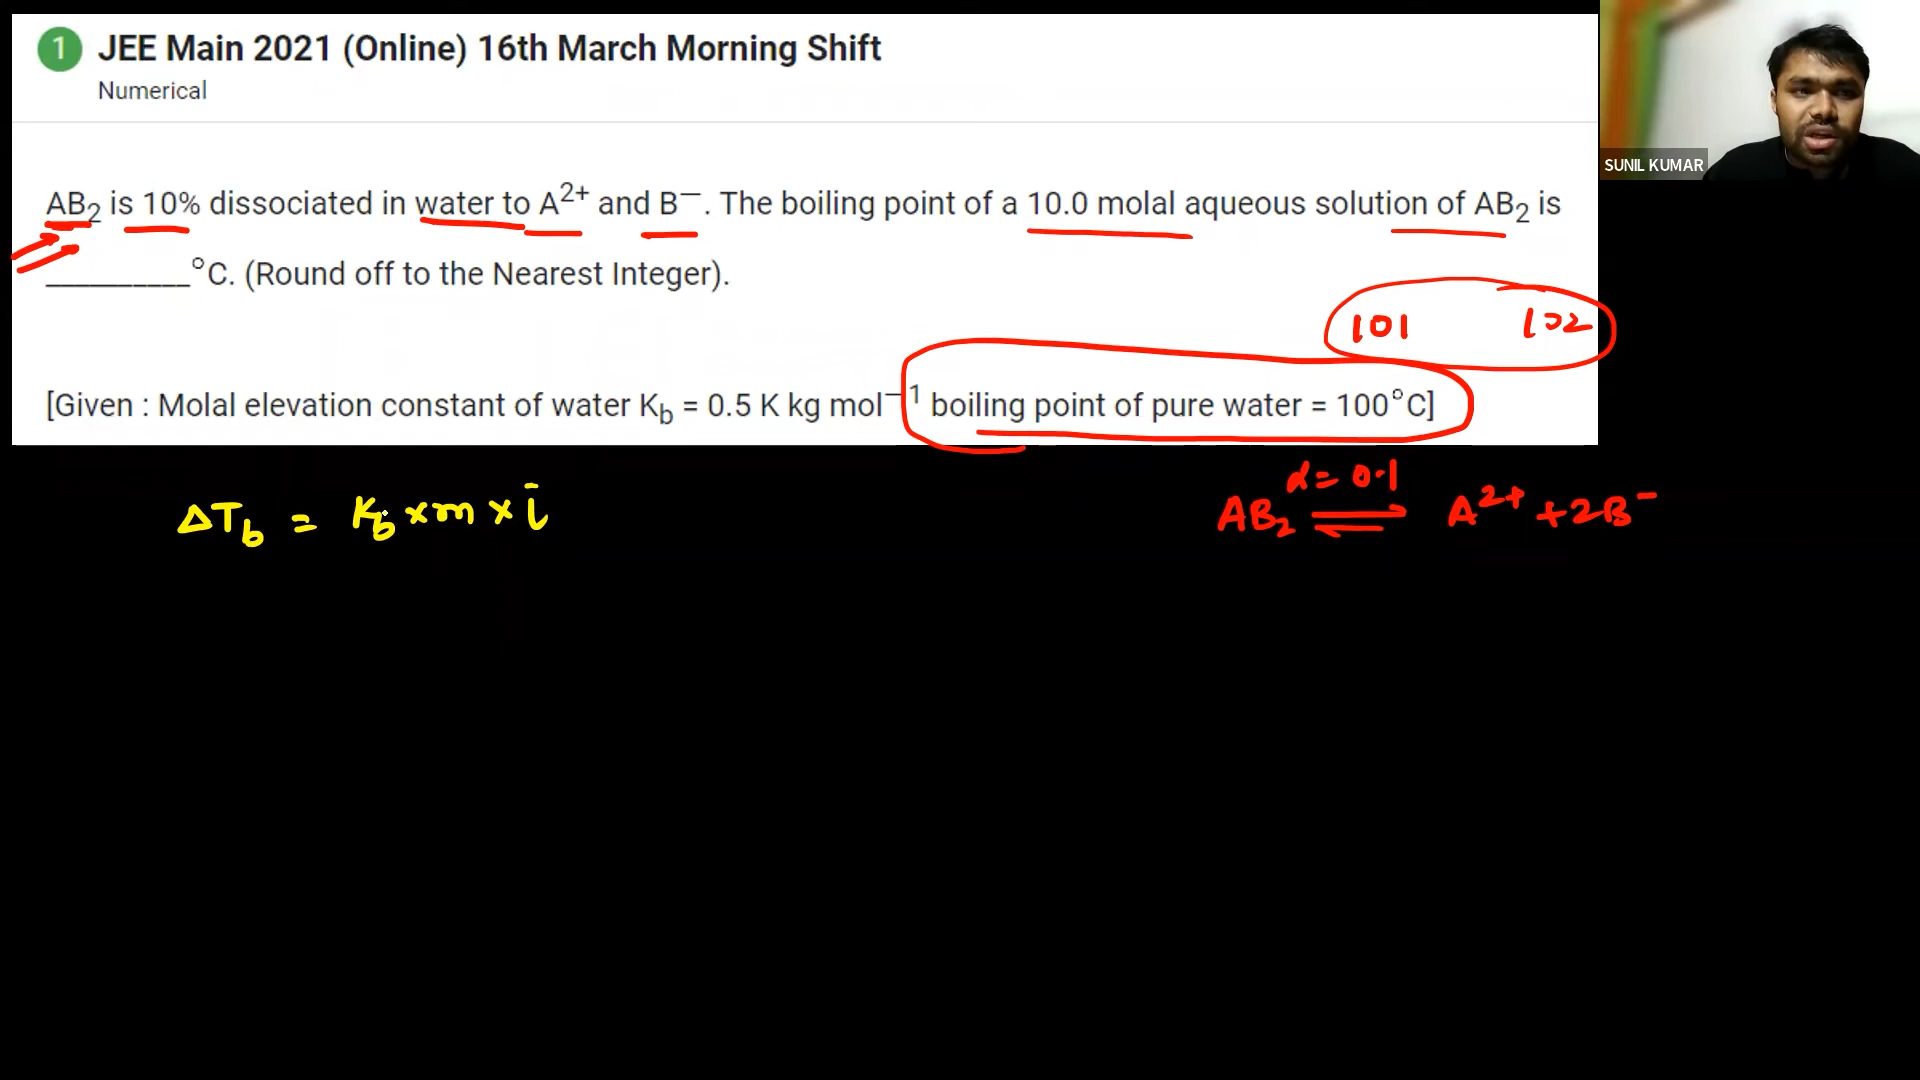 1 JEE Main 2021 (Online) 16th March Morning Shift
Numerical
SUNIL KUMAR
AB₂ is 10% dissociated in water to A²⁺ and B⁻. The boiling point of a 10.0 molal aqueous solution of AB₂ is
__________°C. (Round off to the Nearest Integer).
101 102
[Given : Molal elevation constant of water K_b = 0.5 K kg mol⁻¹ boiling point of pure water = 100°C]
α = 0.1
ΔT_b = K_b × m × i
AB₂ ⇌ A²⁺ + 2B⁻